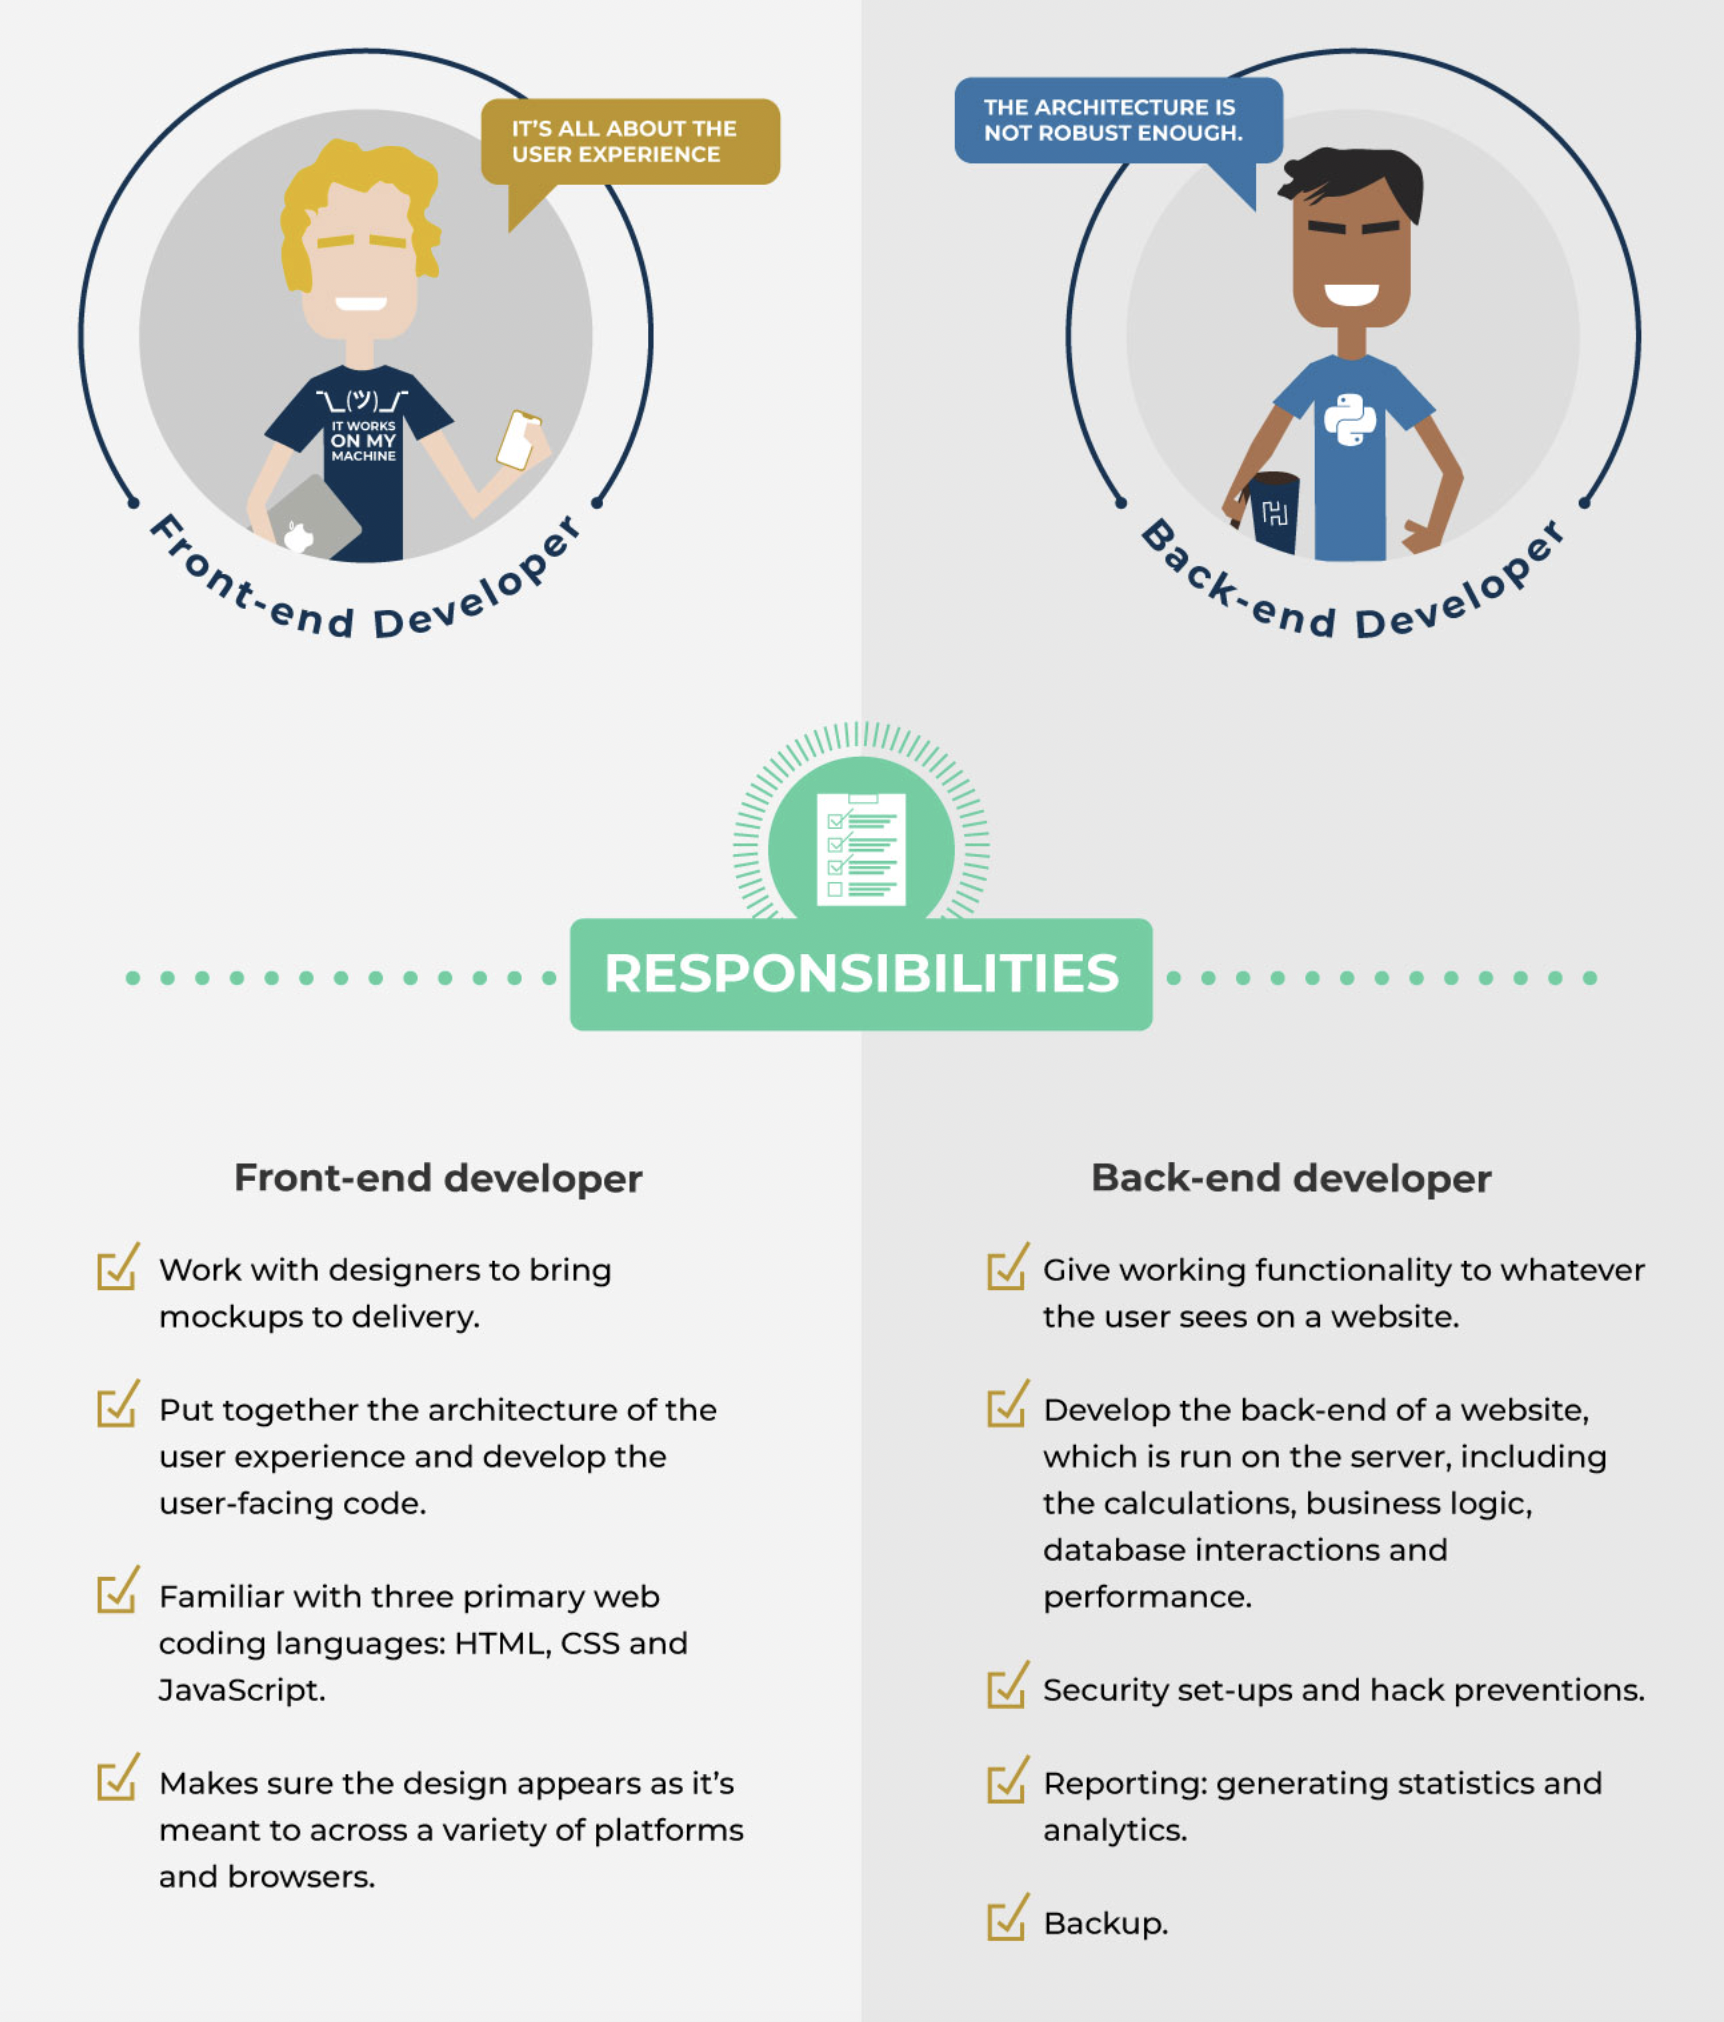 IT'S ALL ABOUT THE
USER EXPERIENCE
¯\_(ツ)_/¯
IT WORKS
ON MY
MACHINE
Front-end Developer
THE ARCHITECTURE IS
NOT ROBUST ENOUGH.
H
Back-end Developer
RESPONSIBILITIES
Front-end developer
Work with designers to bring
mockups to delivery.
Put together the architecture of the
user experience and develop the
user-facing code.
Familiar with three primary web
coding languages: HTML, CSS and
JavaScript.
Makes sure the design appears as it's
meant to across a variety of platforms
and browsers.
Back-end developer
Give working functionality to whatever
the user sees on a website.
Develop the back-end of a website,
which is run on the server, including
the calculations, business logic,
database interactions and
performance.
Security set-ups and hack preventions.
Reporting: generating statistics and
analytics.
Backup.